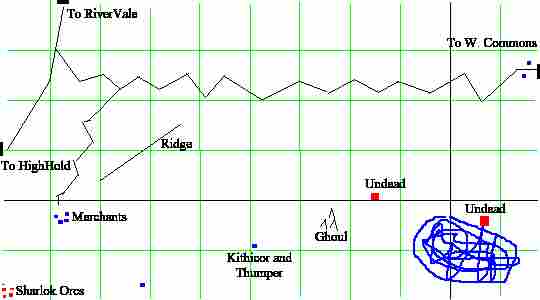 To RiverVale
To W. Commons
Ridge
To HighHold
Undead
Undead
Merchants
Ghoul
Kithicor and
Thumper
Sharlok Orcs